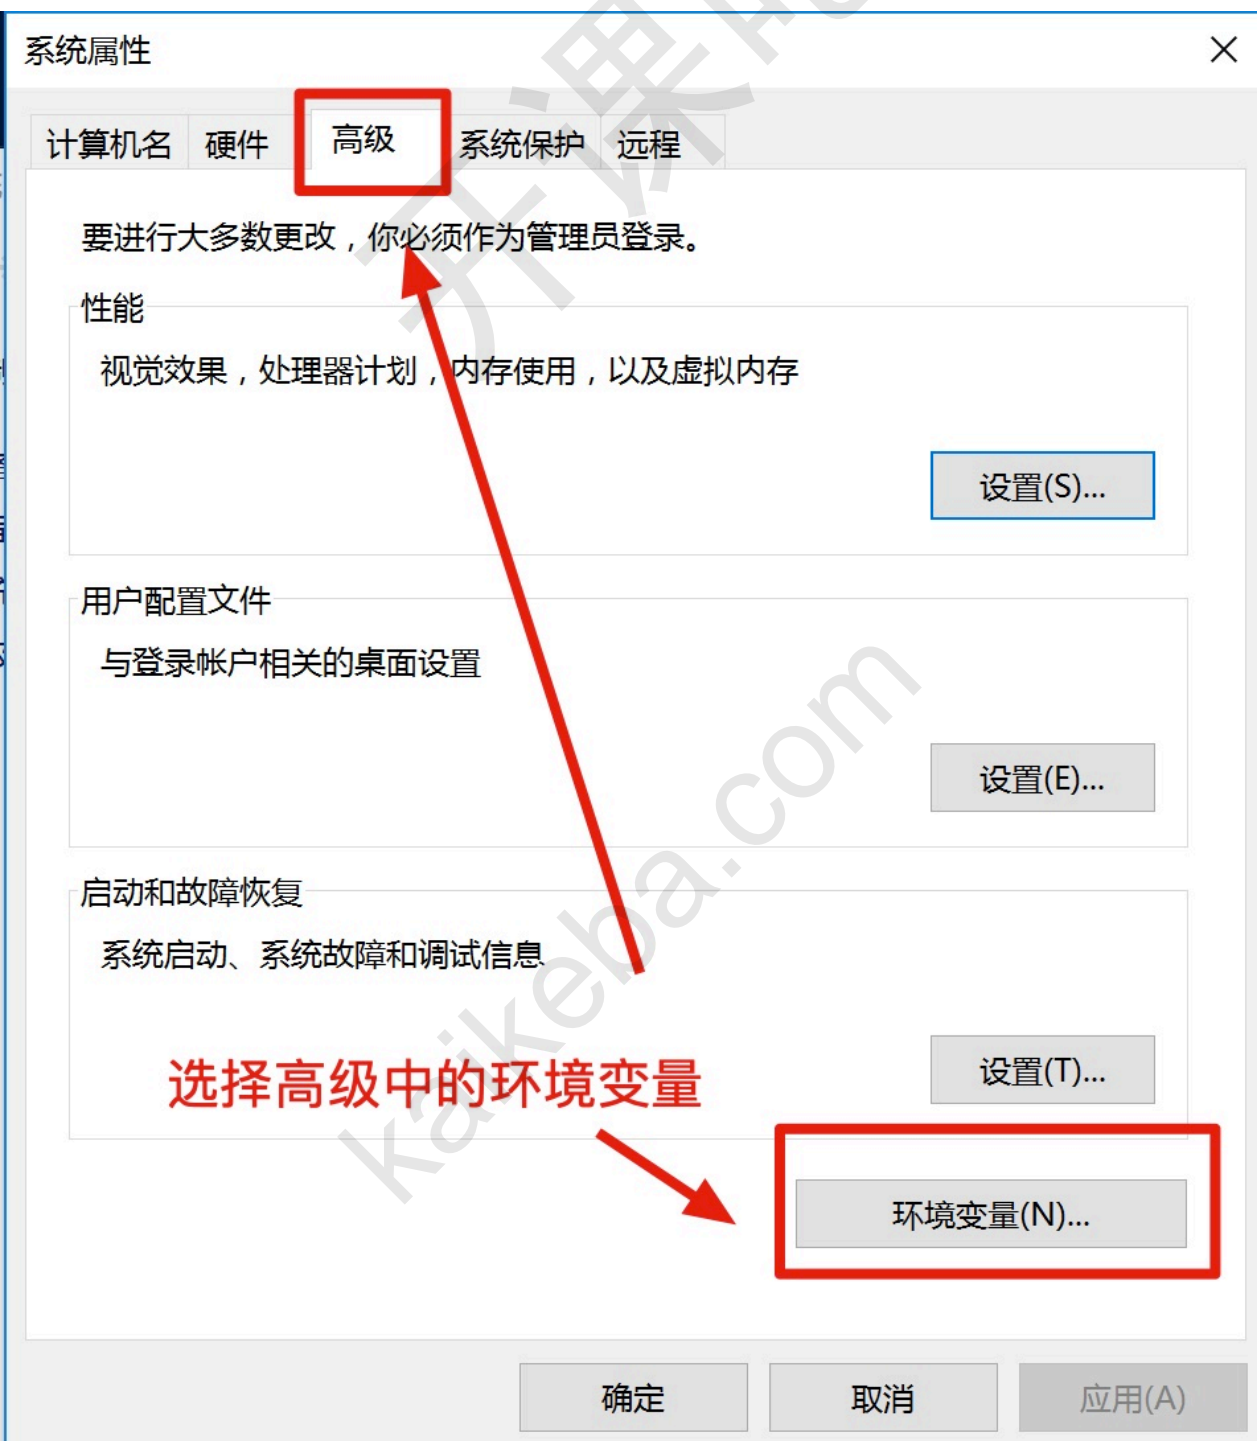 系统属性
计算机名 硬件 高级 系统保护 远程
要进行大多数更改，你必须作为管理员登录。
性能
视觉效果，处理器计划，内存使用，以及虚拟内存
设置(S)...
用户配置文件
与登录帐户相关的桌面设置
设置(E)...
启动和故障恢复
系统启动、系统故障和调试信息
设置(T)...
选择高级中的环境变量
环境变量(N)...
确定 取消 应用(A)
开课
kaikeba.com